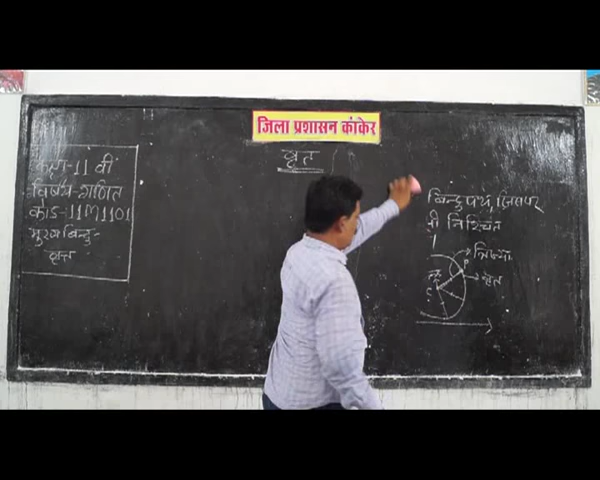 जिला प्रशासन कांकेर
वृत्त
कक्षा-11 वीं
विषय-गणित
कोड-11M1101
मुख्य बिन्दु-
वृत्त
बिन्दुपथ, जिसपर
निश्चित
त्रिज्या
P
C